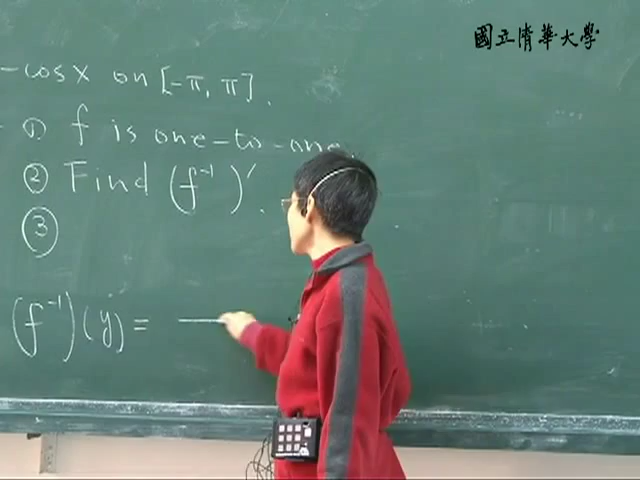 國立清華大學
-cosx on [-π, π].
① f is one-to-one.
② Find (f⁻¹)′.
③
(f⁻¹)(y) = —